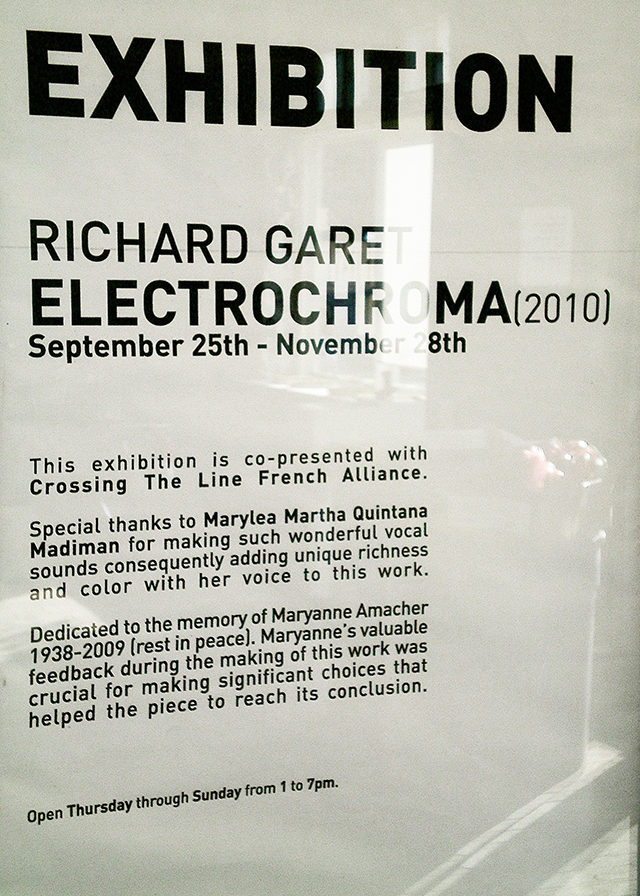 EXHIBITION
RICHARD GARET
ELECTROCHROMA(2010)
September 25th - November 28th
This exhibition is co-presented with
Crossing The Line French Alliance.
Special thanks to Marylea Martha Quintana
Madiman for making such wonderful vocal
sounds consequently adding unique richness
and color with her voice to this work.
Dedicated to the memory of Maryanne Amacher
1938-2009 (rest in peace). Maryanne's valuable
feedback during the making of this work was
crucial for making significant choices that
helped the piece to reach its conclusion.
Open Thursday through Sunday from 1 to 7pm.